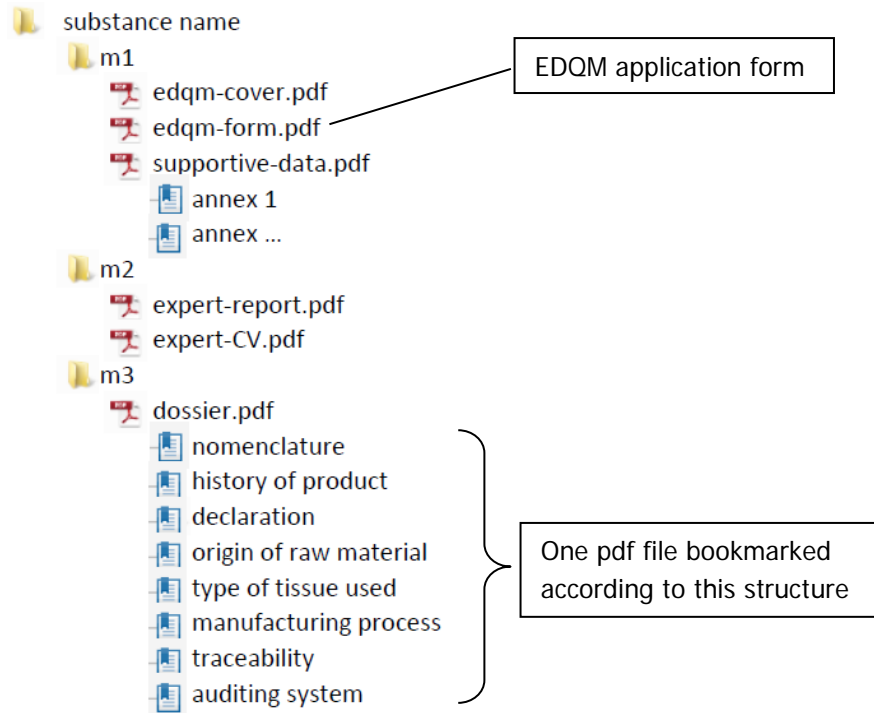 substance name
m1
edqm-cover.pdf
edqm-form.pdf
EDQM application form
supportive-data.pdf
annex 1
annex ...
m2
expert-report.pdf
expert-CV.pdf
m3
dossier.pdf
nomenclature
history of product
declaration
origin of raw material
type of tissue used
manufacturing process
traceability
auditing system
One pdf file bookmarked
according to this structure